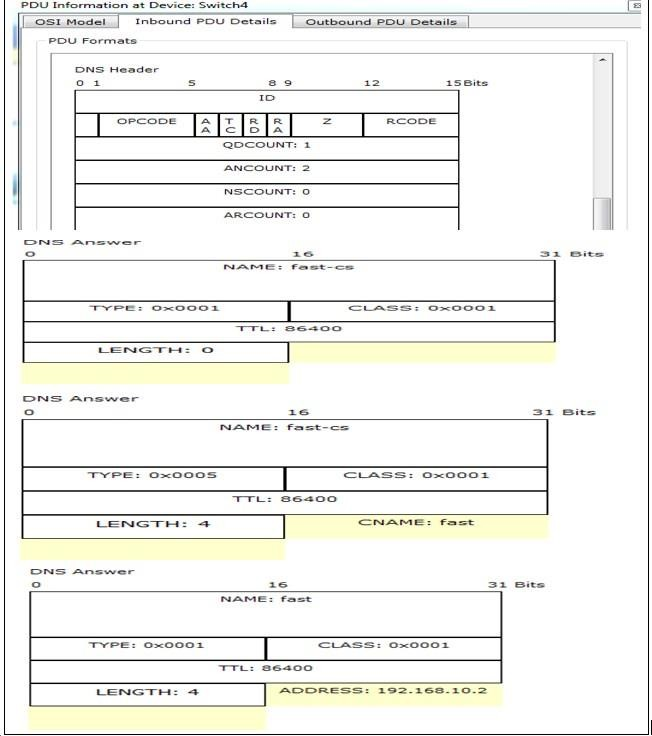 PDU Information at Device: Switch4
OSI Model Inbound PDU Details Outbound PDU Details
PDU Formats
DNS Header
0 1 5 8 9 12 15 Bits
ID
OPCODE AA TC RD RA Z RCODE
QDCOUNT: 1
ANCOUNT: 2
NSCOUNT: 0
ARCOUNT: 0
DNS Answer
0 16 31 Bits
NAME: fast-cs
TYPE: 0x0001 CLASS: 0x0001
TTL: 86400
LENGTH: 0
DNS Answer
0 16 31 Bits
NAME: fast-cs
TYPE: 0x0005 CLASS: 0x0001
TTL: 86400
LENGTH: 4 CNAME: fast
DNS Answer
0 16 31 Bits
NAME: fast
TYPE: 0x0001 CLASS: 0x0001
TTL: 86400
LENGTH: 4 ADDRESS: 192.168.10.2